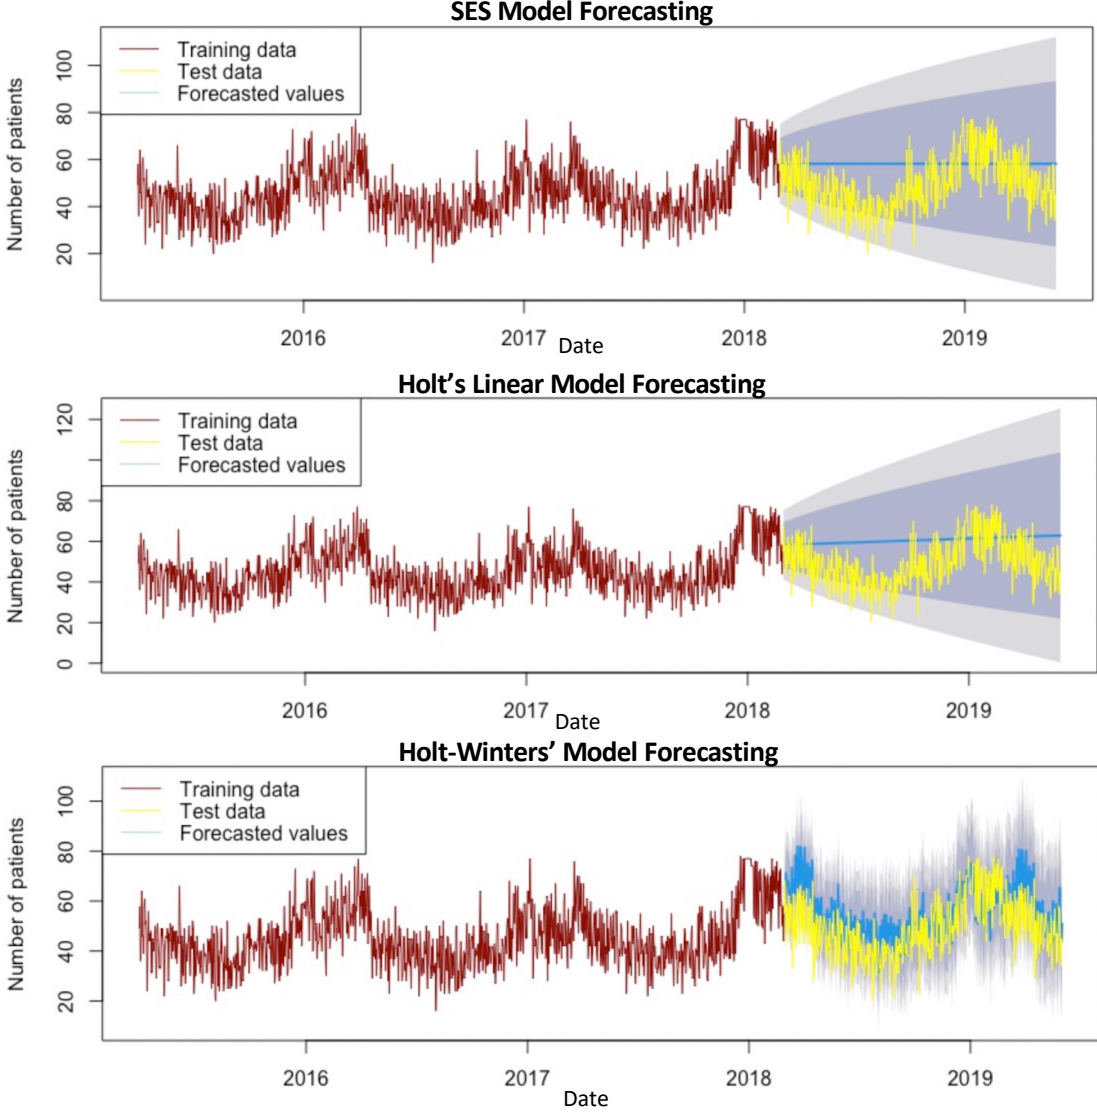 SES Model Forecasting
Number of patients
100
80
60
40
20
Training data
Test data
Forecasted values
2016
2017
2018
2019
Date
Holt’s Linear Model Forecasting
Number of patients
120
80
60
40
20
0
Training data
Test data
Forecasted values
2016
2017
2018
2019
Date
Holt-Winters’ Model Forecasting
Number of patients
100
80
60
40
20
Training data
Test data
Forecasted values
2016
2017
2018
2019
Date